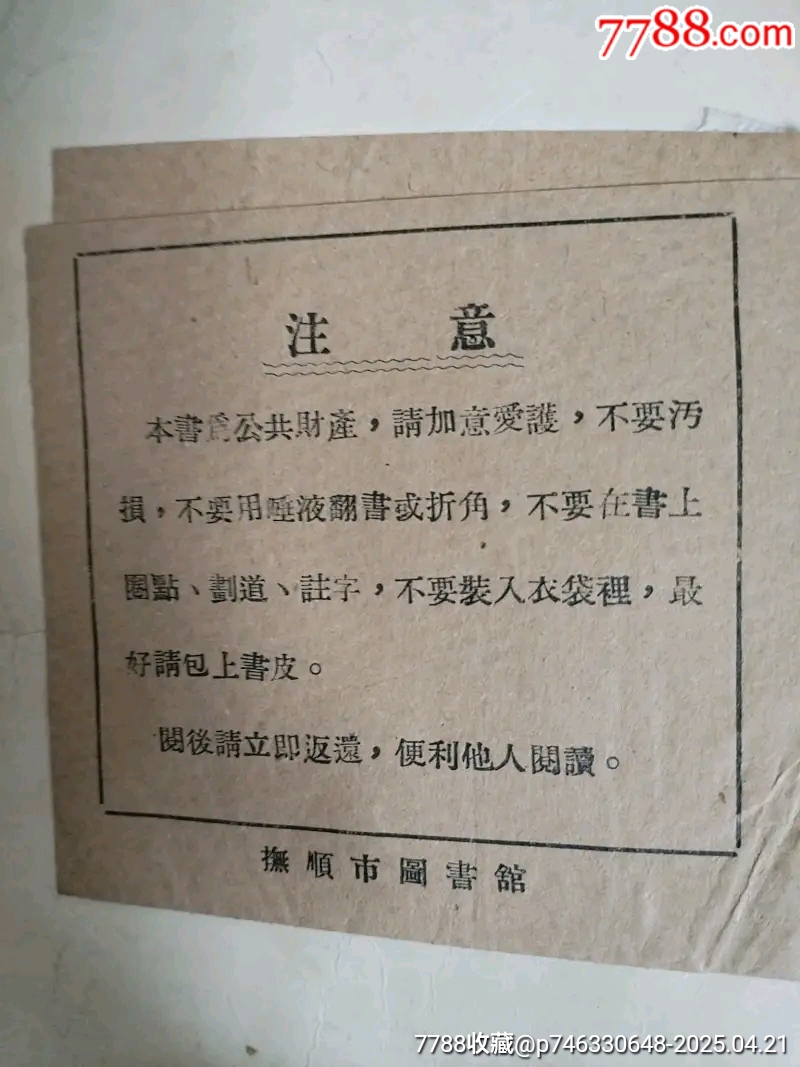 7788.com
注意
本書爲公共財產，請加意愛護，不要汚
損，不要用唾液翻書或折角，不要在書上
圈點、劃道、註字，不要裝入衣袋裡，最
好請包上書皮。
閱後請立即返還，便利他人閱讀。
撫順市圖書舘
7788收藏@p746330648-2025.04.21